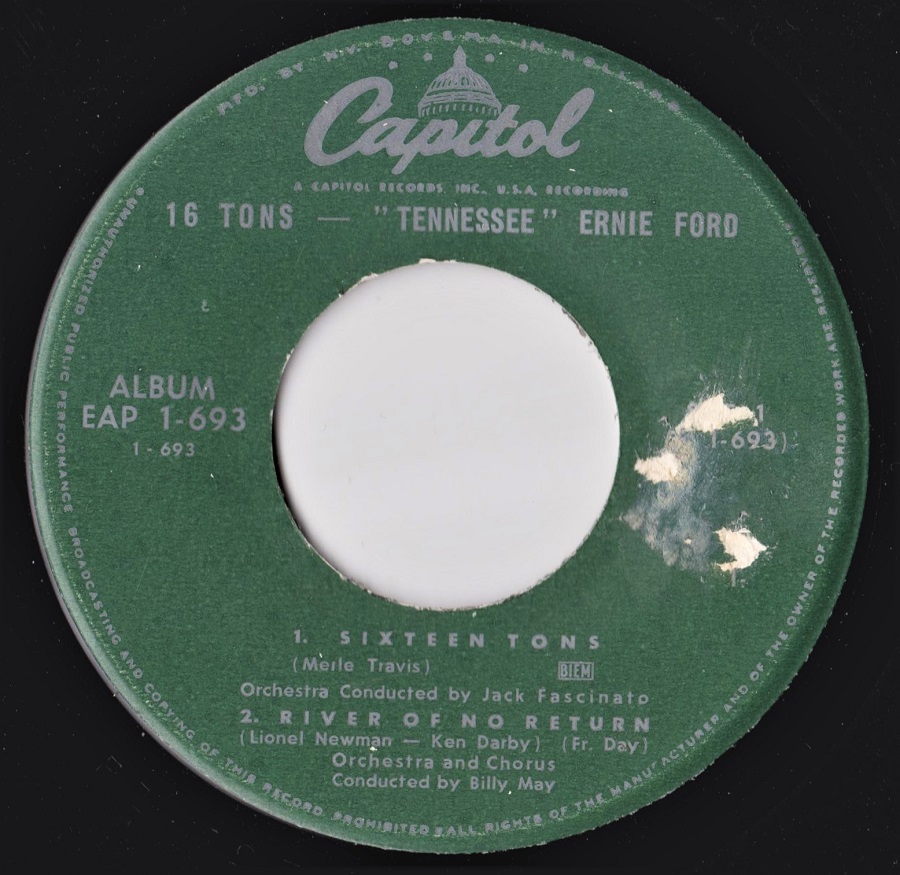 MFD. BY NV. BOVEMA IN HOLLAND
Capitol
A CAPITOL RECORDS, INC., U.S.A. RECORDING
16 TONS — "TENNESSEE" ERNIE FORD
ALBUM
EAP 1-693
1-693
1
1-693)
1. SIXTEEN TONS
(Merle Travis) BIEM
Orchestra Conducted by Jack Fascinato
2. RIVER OF NO RETURN
(Lionel Newman — Ken Darby) (Fr. Day)
Orchestra and Chorus
Conducted by Billy May
UNAUTHORIZED PUBLIC PERFORMANCE BROADCASTING AND COPYING OF THIS RECORD PROHIBITED ALL RIGHTS OF THE MANUFACTURER AND OF THE OWNER OF THE RECORDED WORK ARE RESERVED